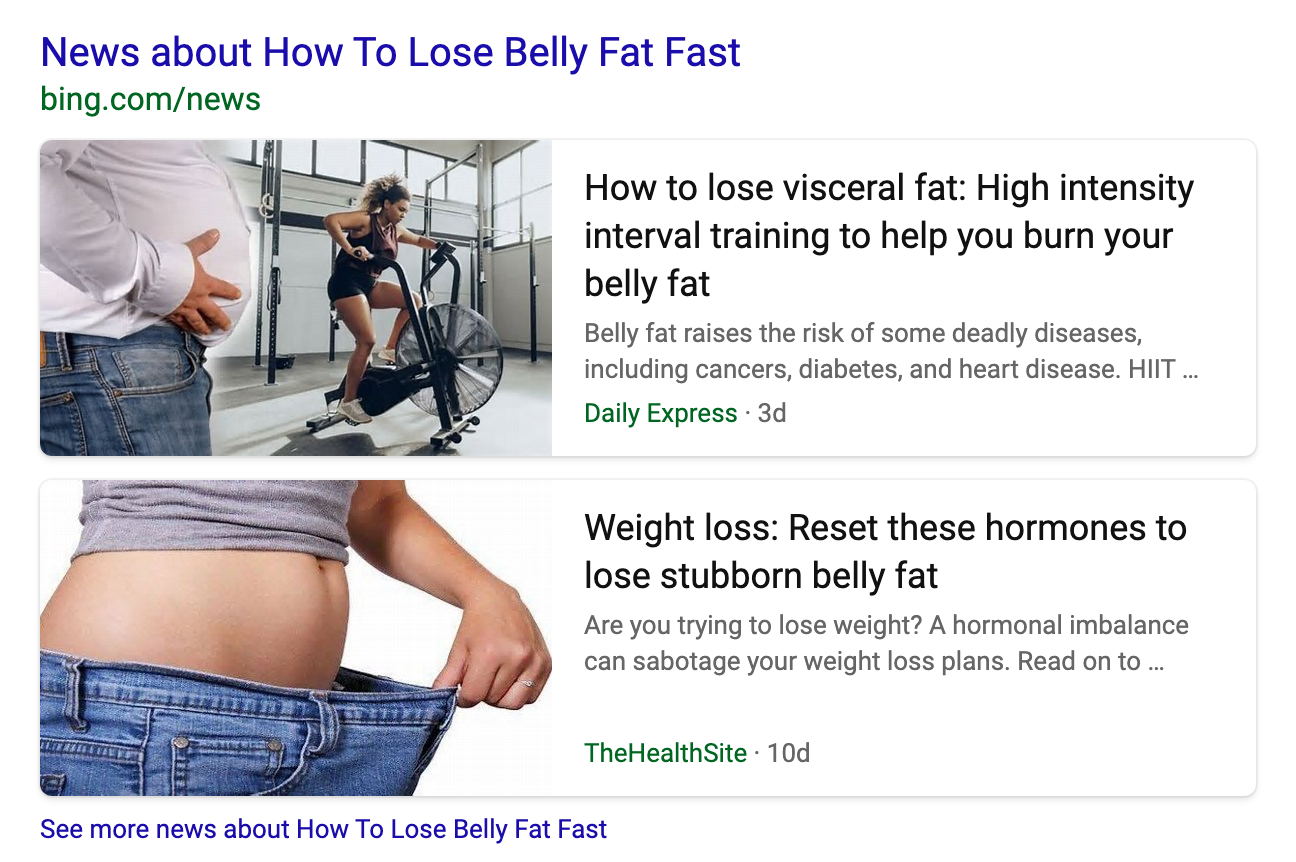 News about How To Lose Belly Fat Fast
bing.com/news
How to lose visceral fat: High intensity
interval training to help you burn your
belly fat
Belly fat raises the risk of some deadly diseases,
including cancers, diabetes, and heart disease. HIIT ...
Daily Express · 3d
Weight loss: Reset these hormones to
lose stubborn belly fat
Are you trying to lose weight? A hormonal imbalance
can sabotage your weight loss plans. Read on to ...
TheHealthSite · 10d
See more news about How To Lose Belly Fat Fast